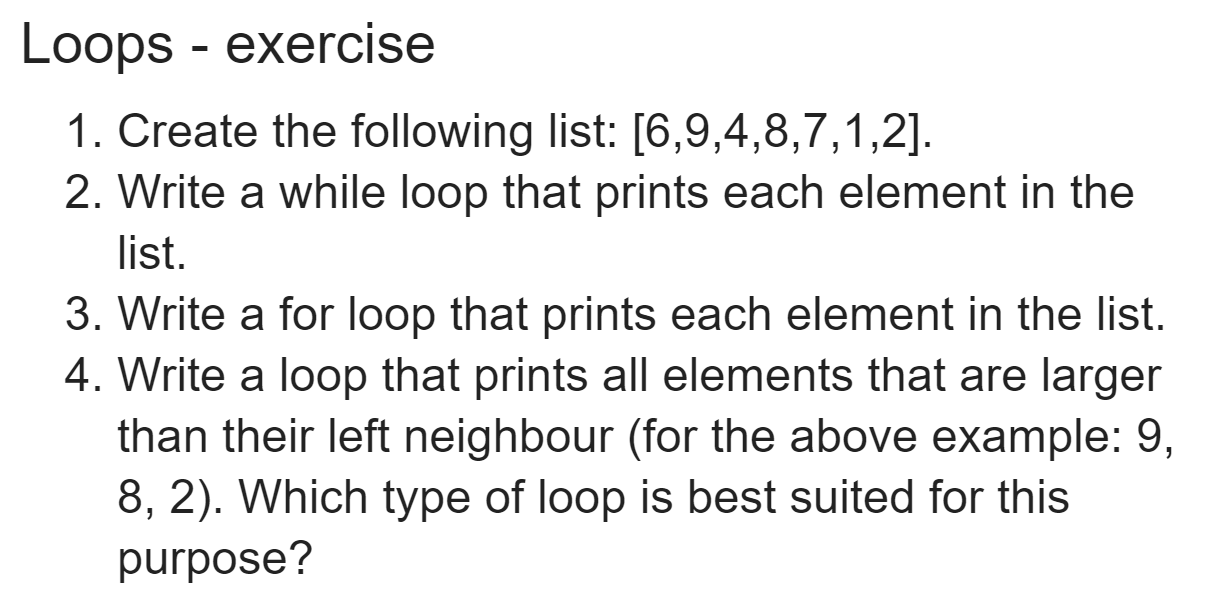 Loops - exercise
1. Create the following list: [6,9,4,8,7,1,2].
2. Write a while loop that prints each element in the
list.
3. Write a for loop that prints each element in the list.
4. Write a loop that prints all elements that are larger
than their left neighbour (for the above example: 9,
8, 2). Which type of loop is best suited for this
purpose?